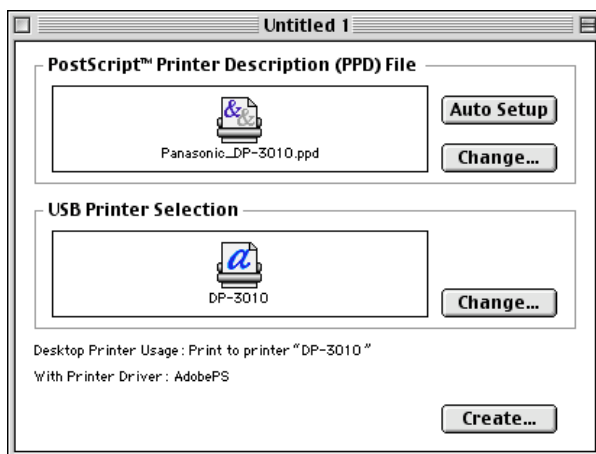 Untitled 1
PostScript™ Printer Description (PPD) File
Auto Setup
Panasonic_DP-3010.ppd
Change...
USB Printer Selection
DP-3010
Change...
Desktop Printer Usage : Print to printer "DP-3010 "
With Printer Driver : AdobePS
Create...